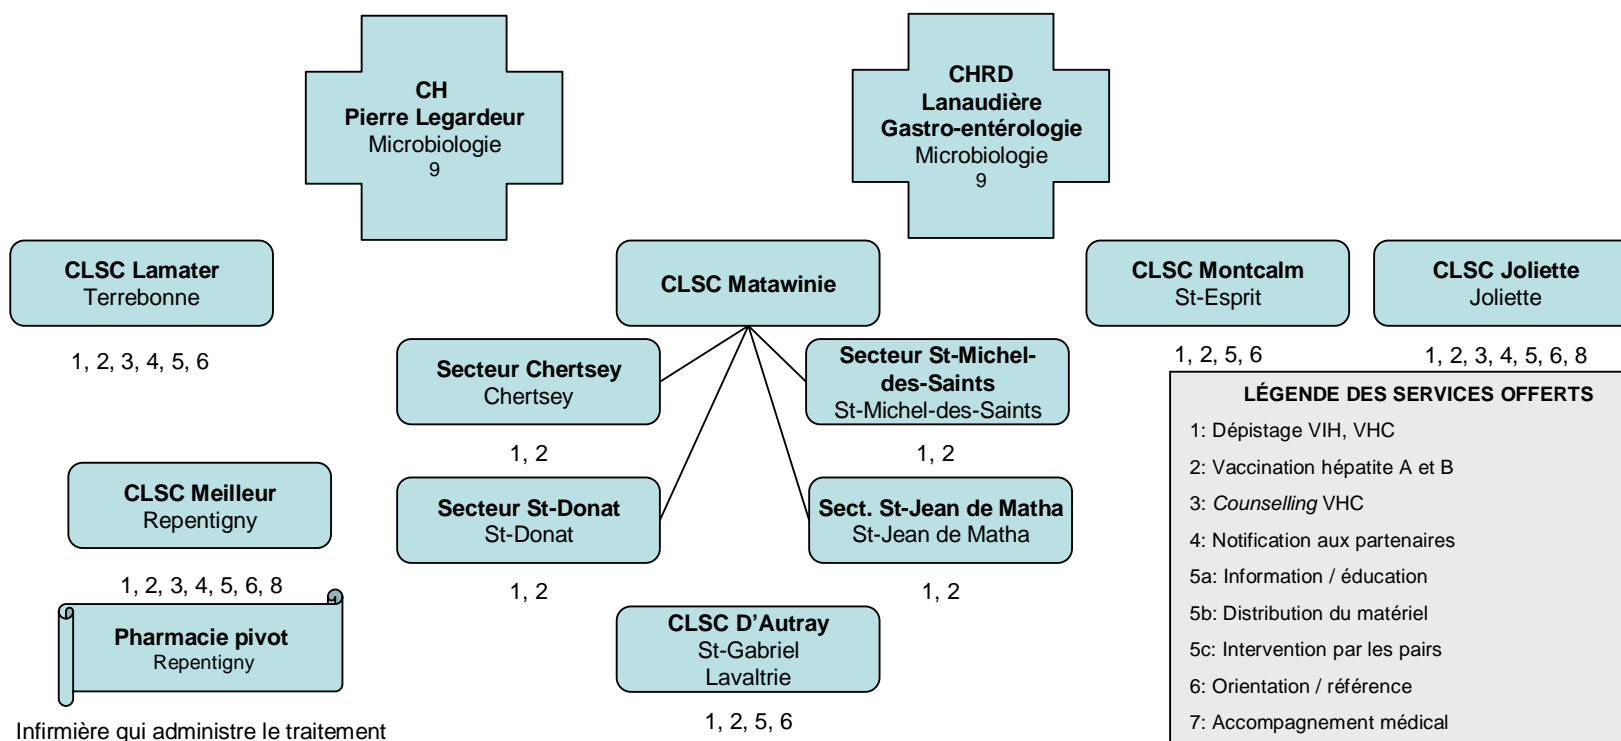 CH
Pierre Legardeur
Microbiologie
9
CHRD
Lanaudière
Gastro-entérologie
Microbiologie
9
CLSC Lamater
Terrebonne
1, 2, 3, 4, 5, 6
CLSC Matawinie
CLSC Montcalm
St-Esprit
1, 2, 5, 6
CLSC Joliette
Joliette
1, 2, 3, 4, 5, 6, 8
Secteur Chertsey
Chertsey
1, 2
Secteur St-Michel-
des-Saints
St-Michel-des-Saints
1, 2
CLSC Meilleur
Repentigny
1, 2, 3, 4, 5, 6, 8
Secteur St-Donat
St-Donat
1, 2
Sect. St-Jean de Matha
St-Jean de Matha
1, 2
Pharmacie pivot
Repentigny
Infirmière qui administre le traitement
CLSC D'Autray
St-Gabriel
Lavaltrie
1, 2, 5, 6
LÉGENDE DES SERVICES OFFERTS
1: Dépistage VIH, VHC
2: Vaccination hépatite A et B
3: Counselling VHC
4: Notification aux partenaires
5a: Information / éducation
5b: Distribution du matériel
5c: Intervention par les pairs
6: Orientation / référence
7: Accompagnement médical